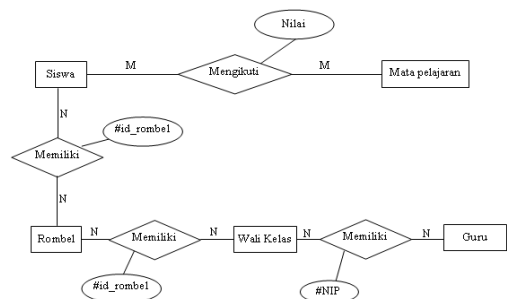 Nilai
Siswa
M
Mengikuti
M
Mata pelajaran
N
#id_rombel
Memiliki
N
Rombel
N
Memiliki
N
Wali Kelas
N
Memiliki
N
Guru
#id_rombel
#NIP